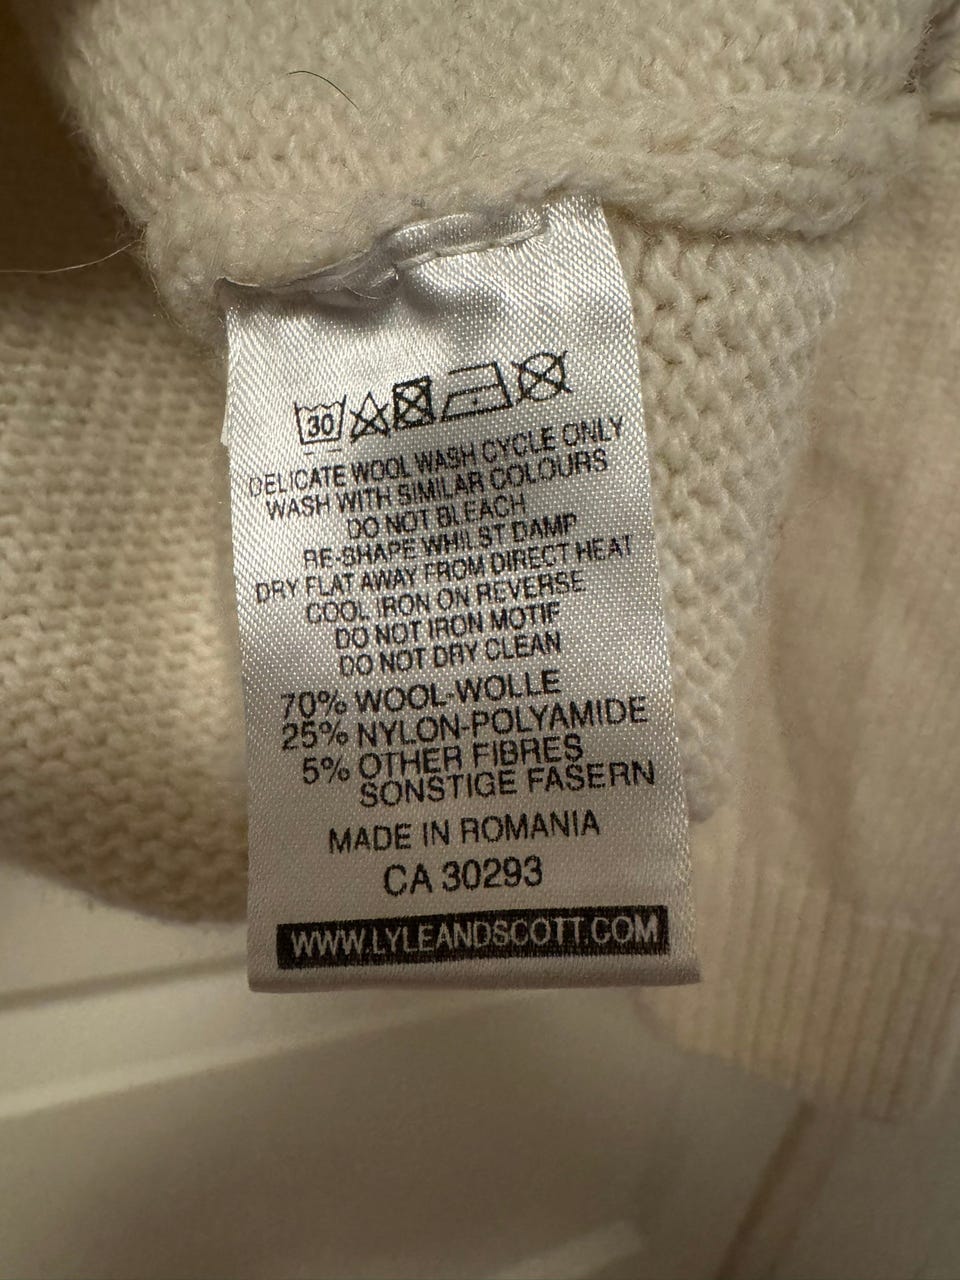 30
DELICATE WOOL WASH CYCLE ONLY
WASH WITH SIMILAR COLOURS
DO NOT BLEACH
RE-SHAPE WHILST DAMP
DRY FLAT AWAY FROM DIRECT HEAT
COOL IRON ON REVERSE
DO NOT IRON MOTIF
DO NOT DRY CLEAN
70% WOOL-WOLLE
25% NYLON-POLYAMIDE
5% OTHER FIBRES
SONSTIGE FASERN
MADE IN ROMANIA
CA 30293
WWW.LYLEANDSCOTT.COM